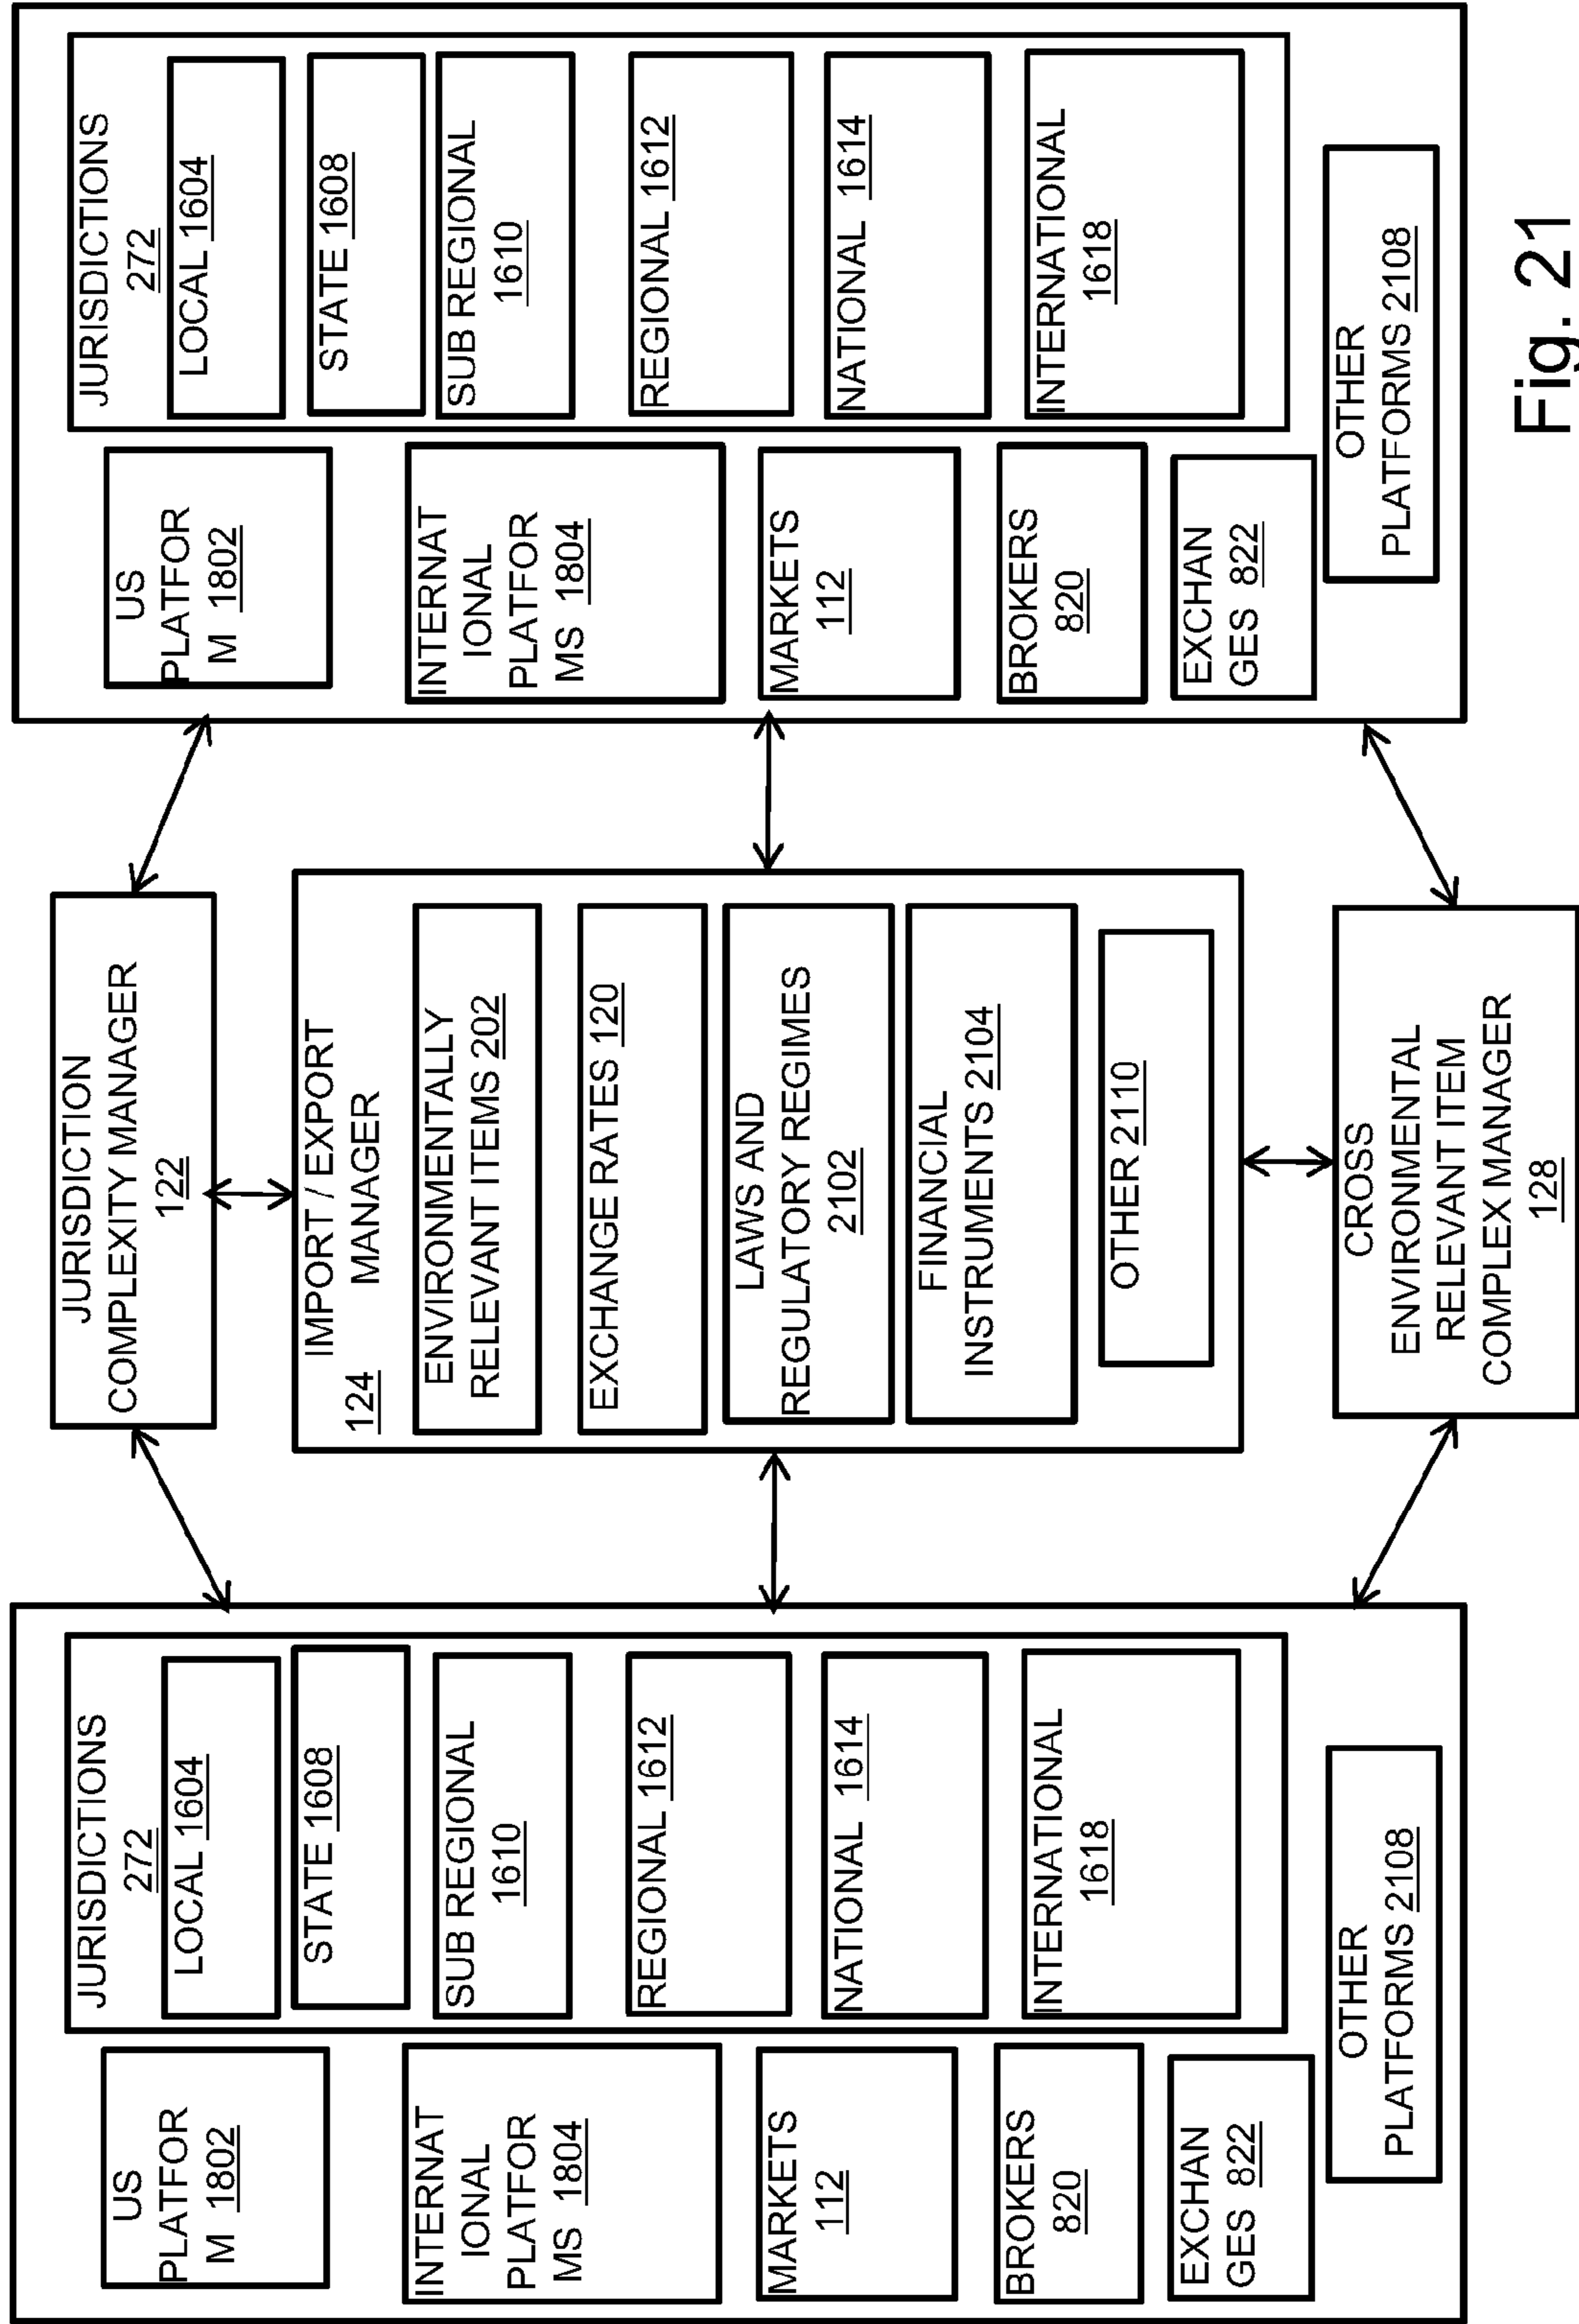 US
PLATFOR
M 1802
INTERNAT
IONAL
PLATFOR
MS 1804
MARKETS
112
BROKERS
820
EXCHAN
GES 822
OTHER
PLATFORMS 2108
JURISDICTIONS
272
LOCAL 1604
STATE 1608
SUB REGIONAL
1610
REGIONAL 1612
NATIONAL 1614
INTERNATIONAL
1618
JURISDICTION
COMPLEXITY MANAGER
122
IMPORT / EXPORT
MANAGER
124
ENVIRONMENTALLY
RELEVANT ITEMS 202
EXCHANGE RATES 120
LAWS AND
REGULATORY REGIMES
2102
FINANCIAL
INSTRUMENTS 2104
OTHER 2110
CROSS
ENVIRONMENTAL
RELEVANT ITEM
COMPLEX MANAGER
128
US
PLATFOR
M 1802
INTERNAT
IONAL
PLATFOR
MS 1804
MARKETS
112
BROKERS
820
EXCHAN
GES 822
OTHER
PLATFORMS 2108
JURISDICTIONS
272
LOCAL 1604
STATE 1608
SUB REGIONAL
1610
REGIONAL 1612
NATIONAL 1614
INTERNATIONAL
1618
Fig. 21